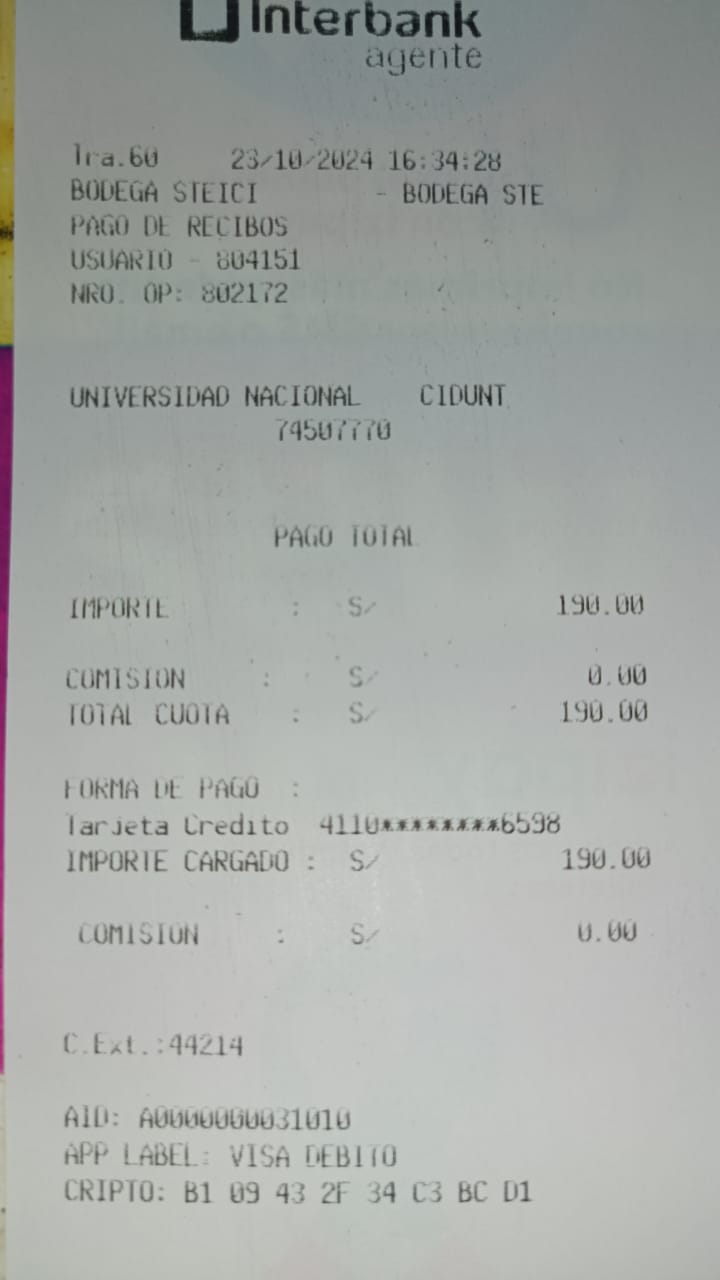 Interbank
agente
Tra.60 23/10/2024 16:34:28
BODEGA STEICI - BODEGA STE
PAGO DE RECIBOS
USUARIO - 804151
NRO. OP: 802172
UNIVERSIDAD NACIONAL CIDUNT
74507770
PAGO TOTAL
IMPORTE : S/ 190.00
COMISION : S/ 0.00
TOTAL CUOTA : S/ 190.00
FORMA DE PAGO :
Tarjeta Credito 4110********6598
IMPORTE CARGADO : S/ 190.00
COMISION : S/ 0.00
C.Ext.:44214
AID: A0000000031010
APP LABEL: VISA DEBITO
CRIPTO: B1 09 43 2F 34 C3 BC D1